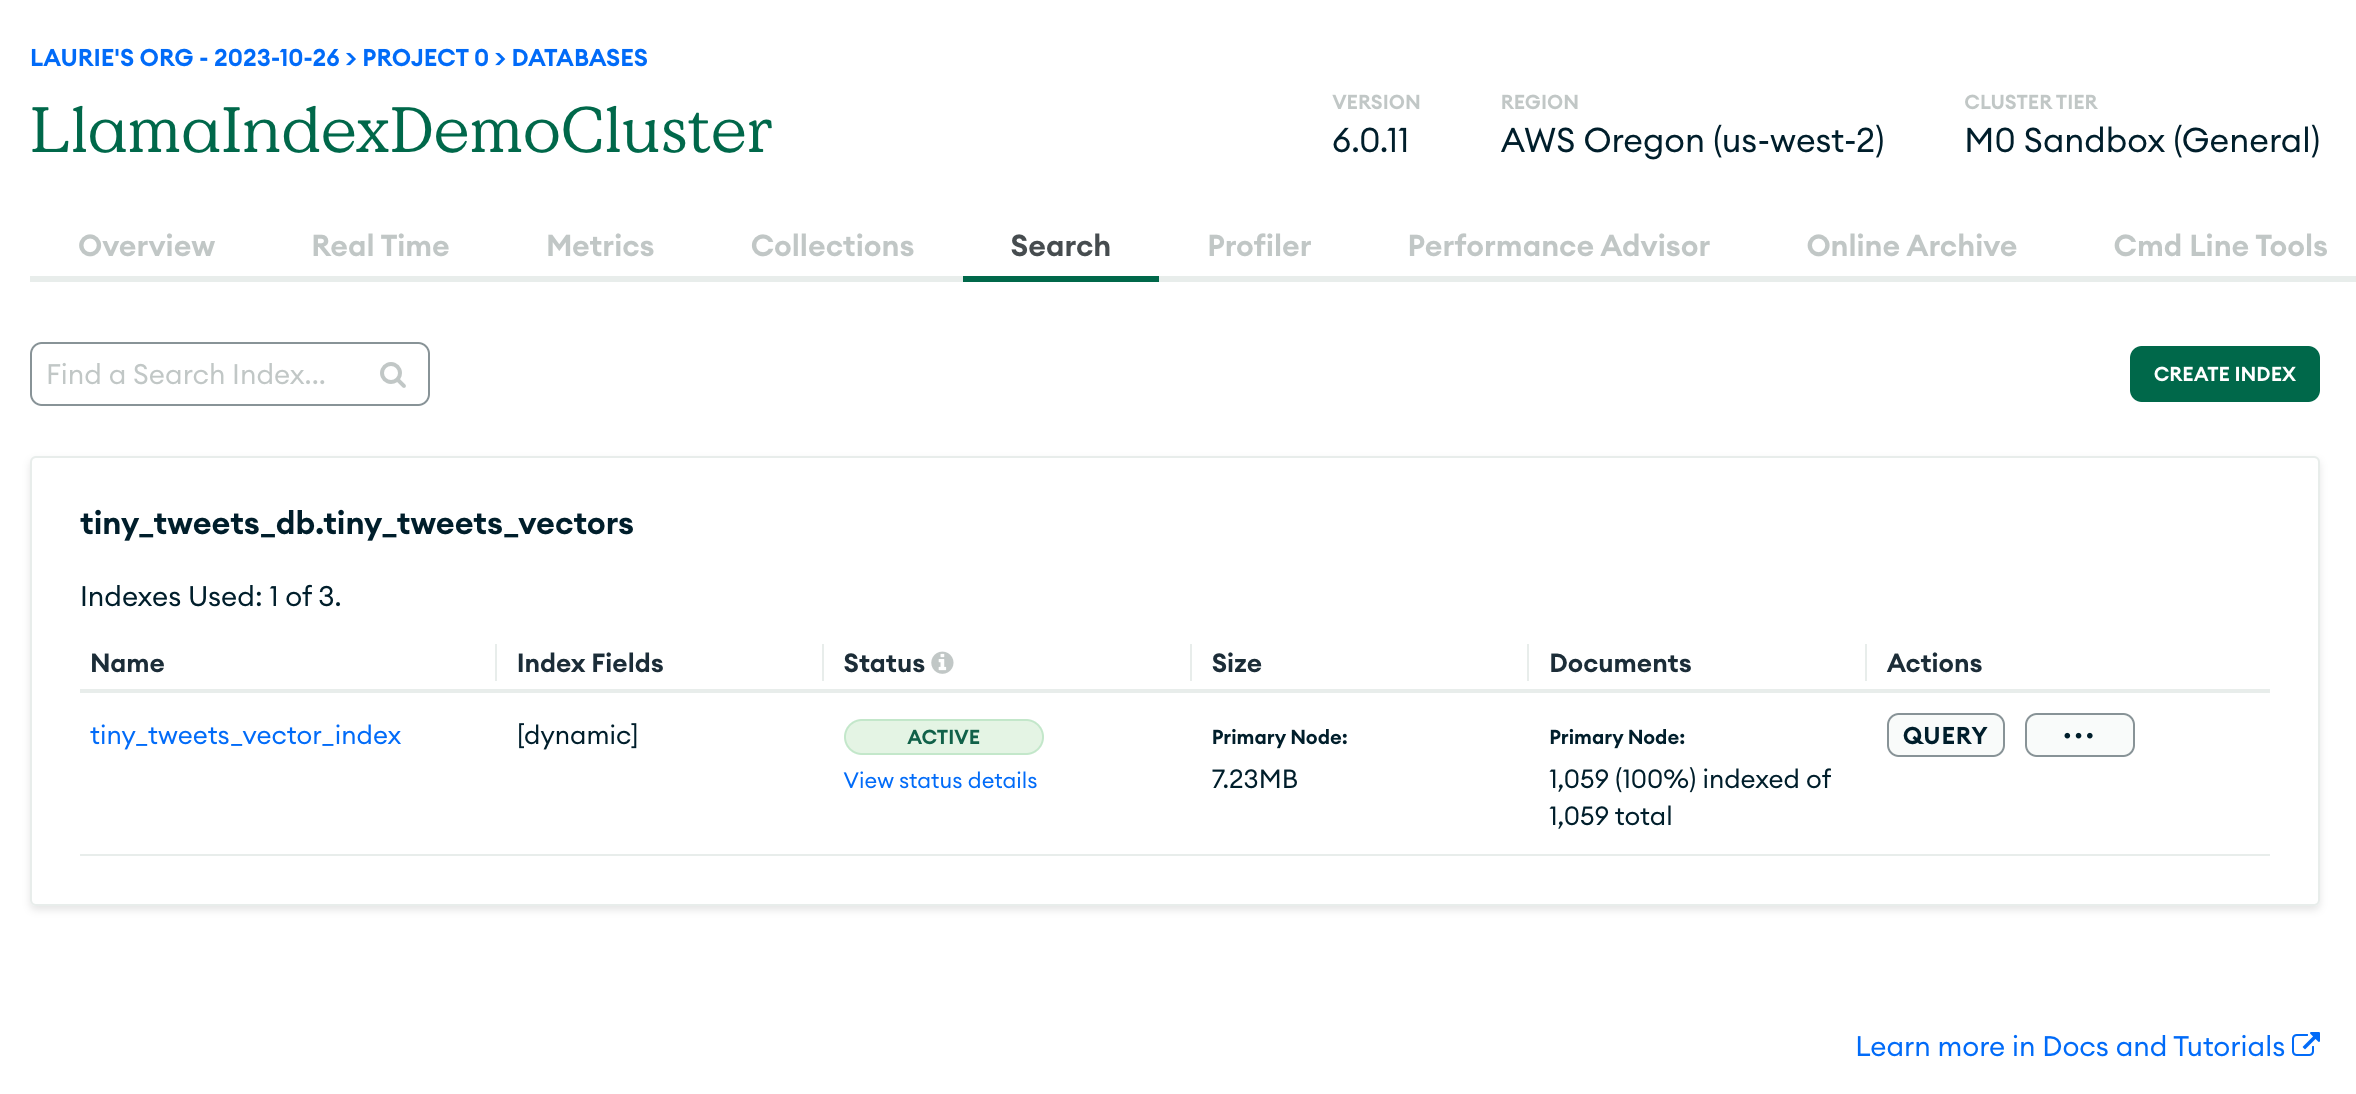 LAURIE'S ORG - 2023-10-26 > PROJECT 0 > DATABASES
LlamaIndexDemoCluster
VERSION REGION CLUSTER TIER
6.0.11 AWS Oregon (us-west-2) M0 Sandbox (General)
Overview Real Time Metrics Collections Search Profiler Performance Advisor Online Archive Cmd Line Tools
Find a Search Index... CREATE INDEX
tiny_tweets_db.tiny_tweets_vectors
Indexes Used: 1 of 3.
Name Index Fields Status Size Documents Actions
tiny_tweets_vector_index [dynamic] ACTIVE Primary Node: Primary Node: QUERY ...
View status details 7.23MB 1,059 (100%) indexed of
1,059 total
Learn more in Docs and Tutorials